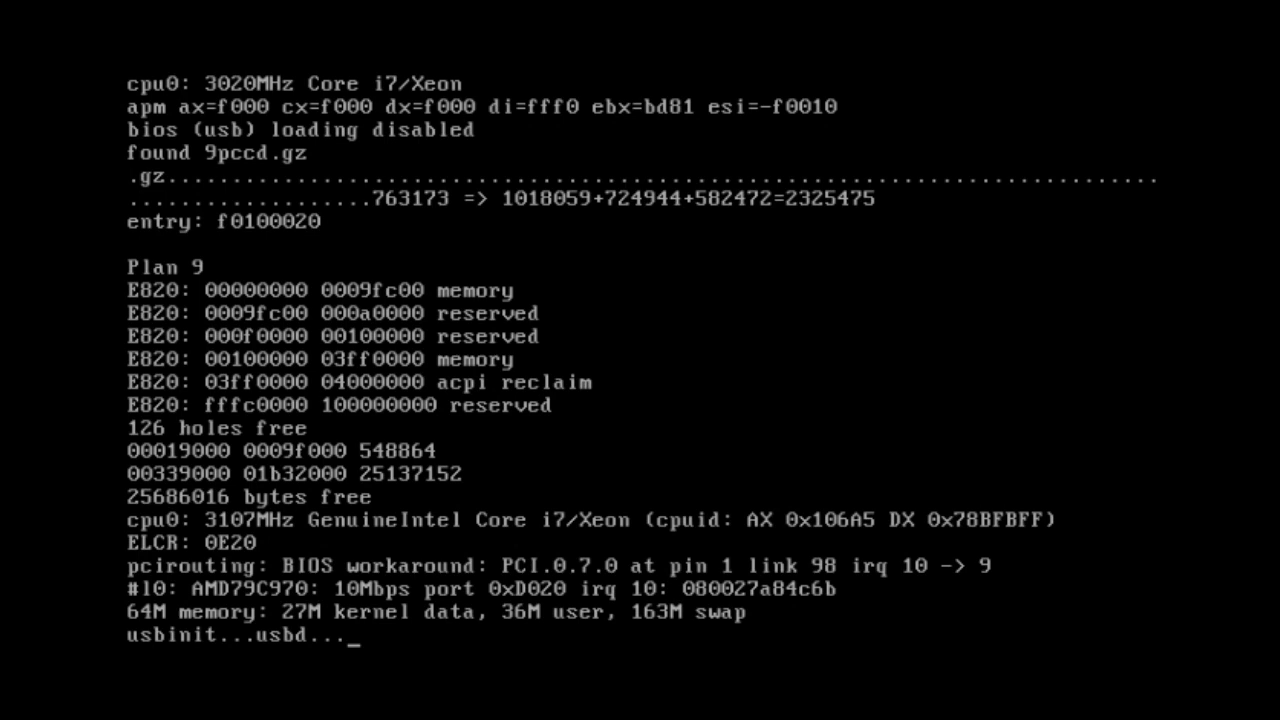 cpu0: 3020MHz Core i7/Xeon
apm ax=f000 cx=f000 dx=f000 di=fff0 ebx=bd81 esi=-f0010
bios (usb) loading disabled
found 9pccd.gz
.gz.............................................................................
...................763173 => 1018059+724944+582472=2325475
entry: f0100020
Plan 9
E820: 00000000 0009fc00 memory
E820: 0009fc00 000a0000 reserved
E820: 000f0000 00100000 reserved
E820: 00100000 03ff0000 memory
E820: 03ff0000 04000000 acpi reclaim
E820: fffc0000 100000000 reserved
126 holes free
00019000 0009f000 548864
00339000 01b32000 25137152
25686016 bytes free
cpu0: 3107MHz GenuineIntel Core i7/Xeon (cpuid: AX 0x106A5 DX 0x78BFBFF)
ELCR: 0E20
pcirouting: BIOS workaround: PCI.0.7.0 at pin 1 link 98 irq 10 -> 9
#l0: AMD79C970: 10Mbps port 0xD020 irq 10: 080027a84c6b
64M memory: 27M kernel data, 36M user, 163M swap
usbinit...usbd..._